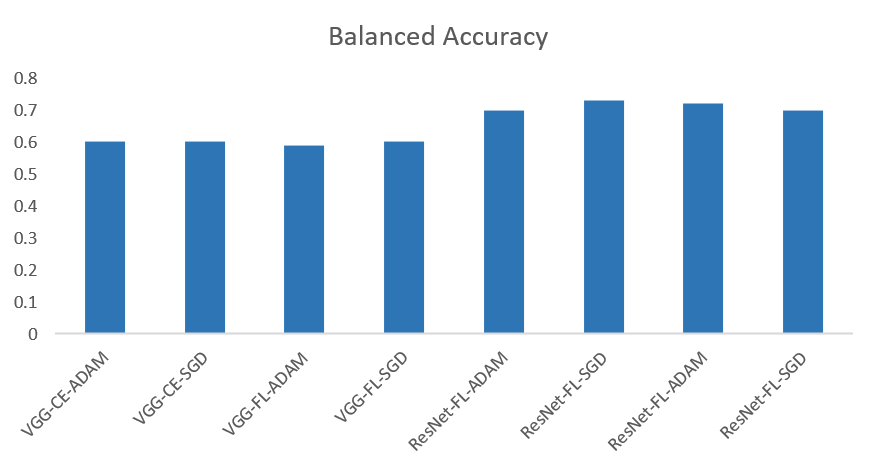 Balanced Accuracy
0.8
0.7
0.6
0.5
0.4
0.3
0.2
0.1
0
VGG-CE-ADAM
VGG-CE-SGD
VGG-FL-ADAM
VGG-FL-SGD
ResNet-FL-ADAM
ResNet-FL-SGD
ResNet-FL-ADAM
ResNet-FL-SGD